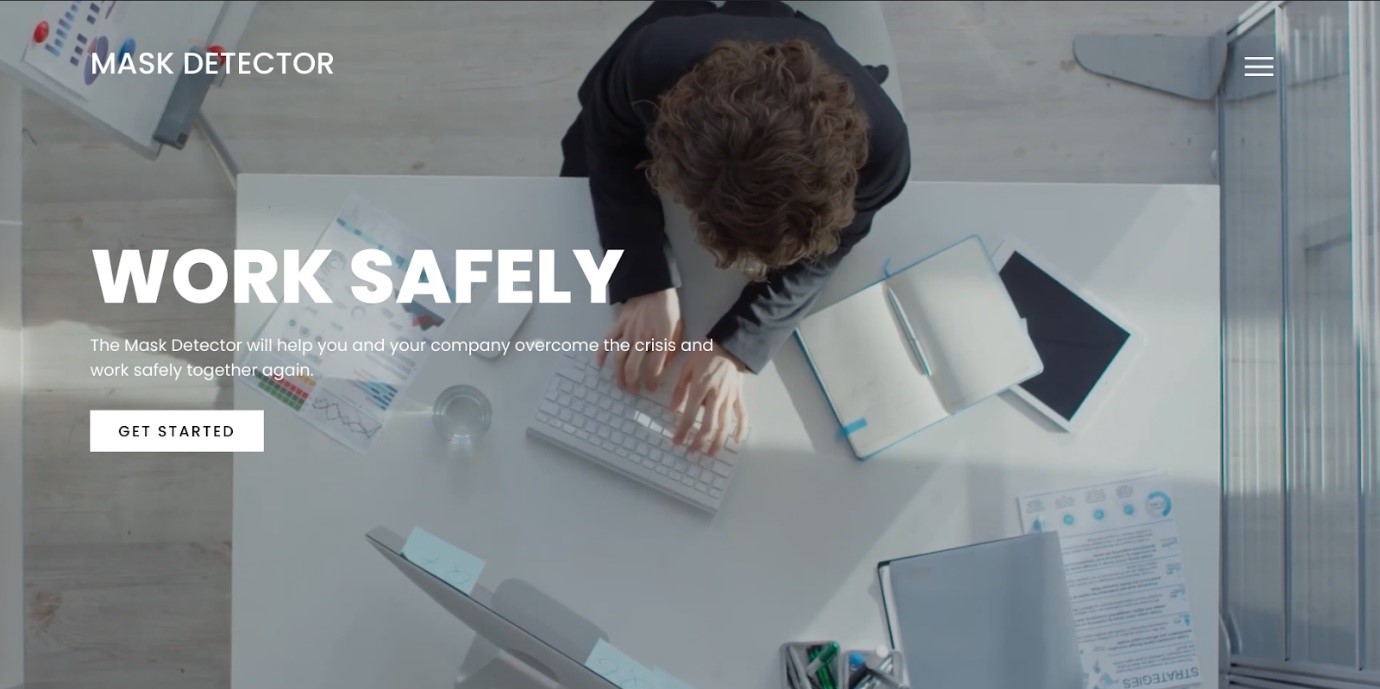 MASK DETECTOR
WORK SAFELY
The Mask Detector will help you and your company overcome the crisis and
work safely together again.
GET STARTED
STRATEGIES